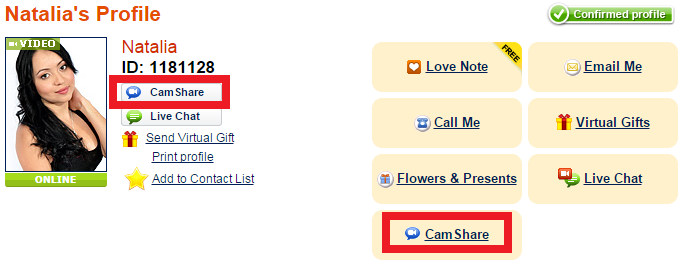 Natalia's Profile
Confirmed profile
VIDEO
ONLINE
Natalia
ID: 1181128
CamShare
Live Chat
Send Virtual Gift
Print profile
Add to Contact List
Love Note
FREE
Email Me
Call Me
Virtual Gifts
Flowers & Presents
Live Chat
CamShare